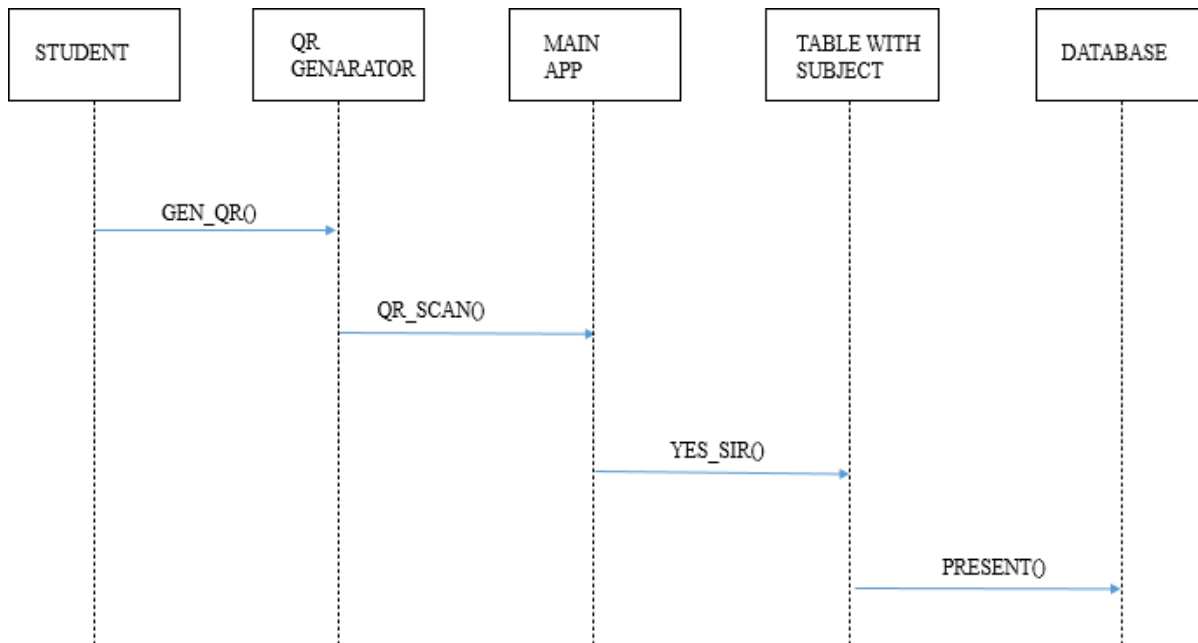 STUDENT
QR
GENARATOR
MAIN
APP
TABLE WITH
SUBJECT
DATABASE
GEN_QR()
QR_SCAN()
YES_SIR()
PRESENT()